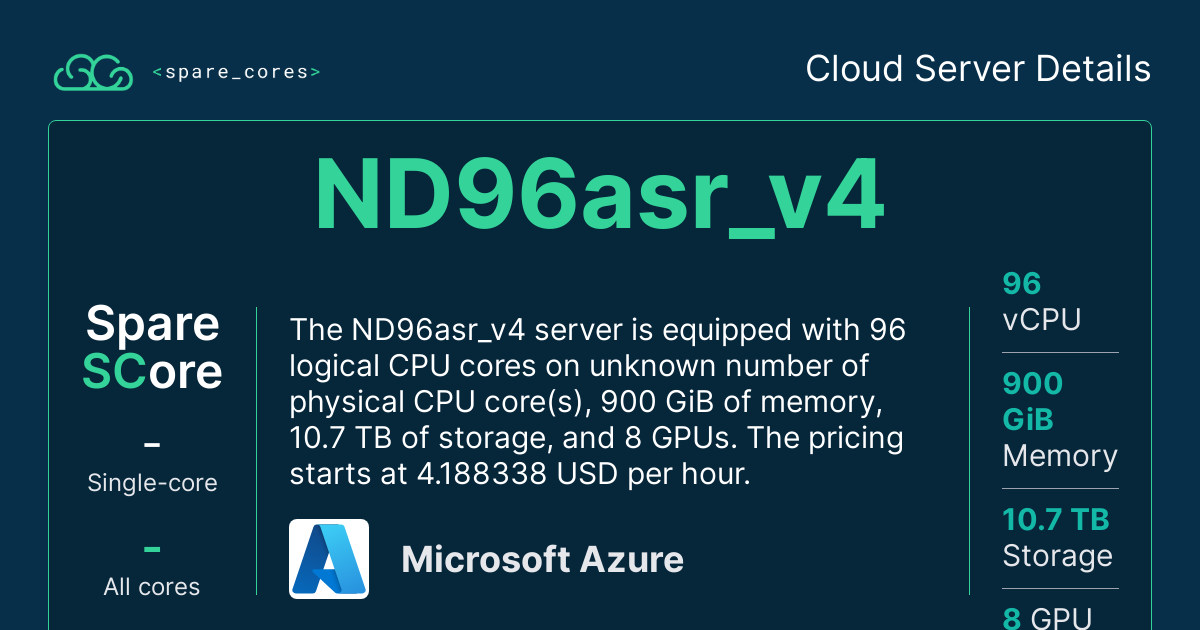 <spare_cores>
Cloud Server Details
ND96asr_v4
Spare
SCore
-
Single-core
-
All cores
The ND96asr_v4 server is equipped with 96
logical CPU cores on unknown number of
physical CPU core(s), 900 GiB of memory,
10.7 TB of storage, and 8 GPUs. The pricing
starts at 4.188338 USD per hour.
Microsoft Azure
96
vCPU
900
GiB
Memory
10.7 TB
Storage
8 GPU